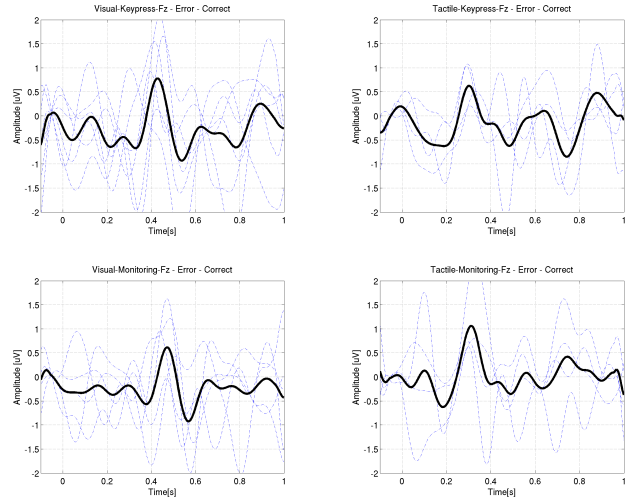 Visual-Keypress-Fz - Error - Correct
Amplitude [uV]
2
1.5
1
0.5
0
-0.5
-1
-1.5
-2
0 0.2 0.4 0.6 0.8 1
Time[s]
Tactile-Keypress-Fz - Error - Correct
Amplitude [uV]
2
1.5
1
0.5
0
-0.5
-1
-1.5
-2
0 0.2 0.4 0.6 0.8 1
Time[s]
Visual-Monitoring-Fz - Error - Correct
Amplitude [uV]
2
1.5
1
0.5
0
-0.5
-1
-1.5
-2
0 0.2 0.4 0.6 0.8 1
Time[s]
Tactile-Monitoring-Fz - Error - Correct
Amplitude [uV]
2
1.5
1
0.5
0
-0.5
-1
-1.5
-2
0 0.2 0.4 0.6 0.8 1
Time[s]